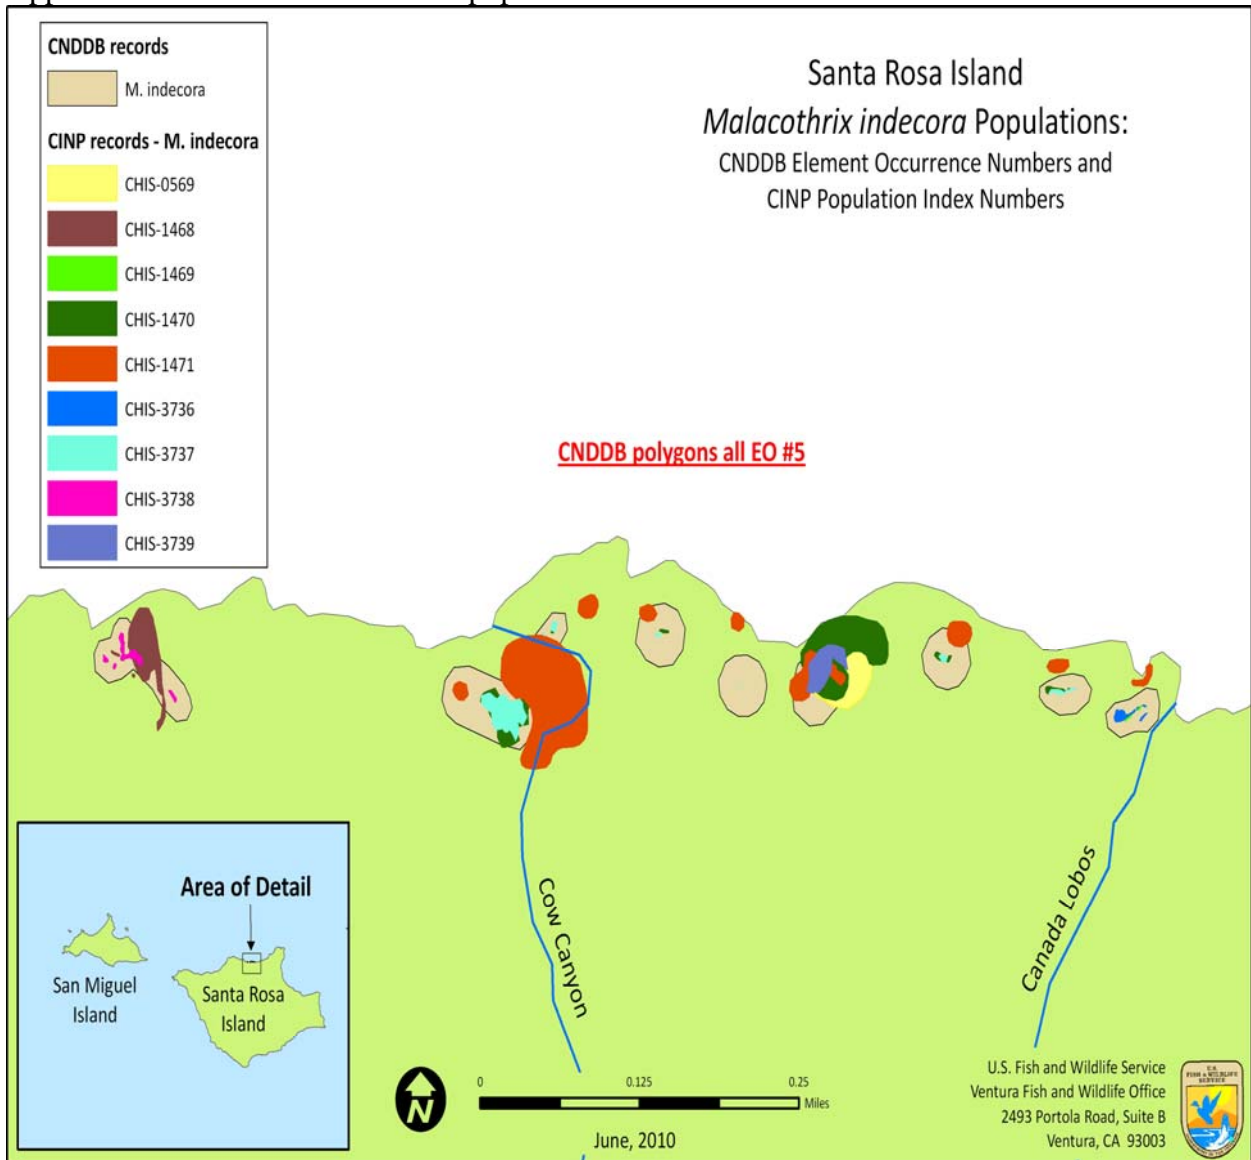 CNDDB records
M. indecora
CINP records - M. indecora
CHIS-0569
CHIS-1468
CHIS-1469
CHIS-1470
CHIS-1471
CHIS-3736
CHIS-3737
CHIS-3738
CHIS-3739
Santa Rosa Island
Malacothrix indecora Populations:
CNDDB Element Occurrence Numbers and
CINP Population Index Numbers
CNDDB polygons all EO #5
Cow Canyon
Canada Lobos
Area of Detail
San Miguel
Island
Santa Rosa
Island
N
0 0.125 0.25
Miles
June, 2010
U.S. Fish and Wildlife Service
Ventura Fish and Wildlife Office
2493 Portola Road, Suite B
Ventura, CA 93003
U.S.
FISH & WILDLIFE
SERVICE